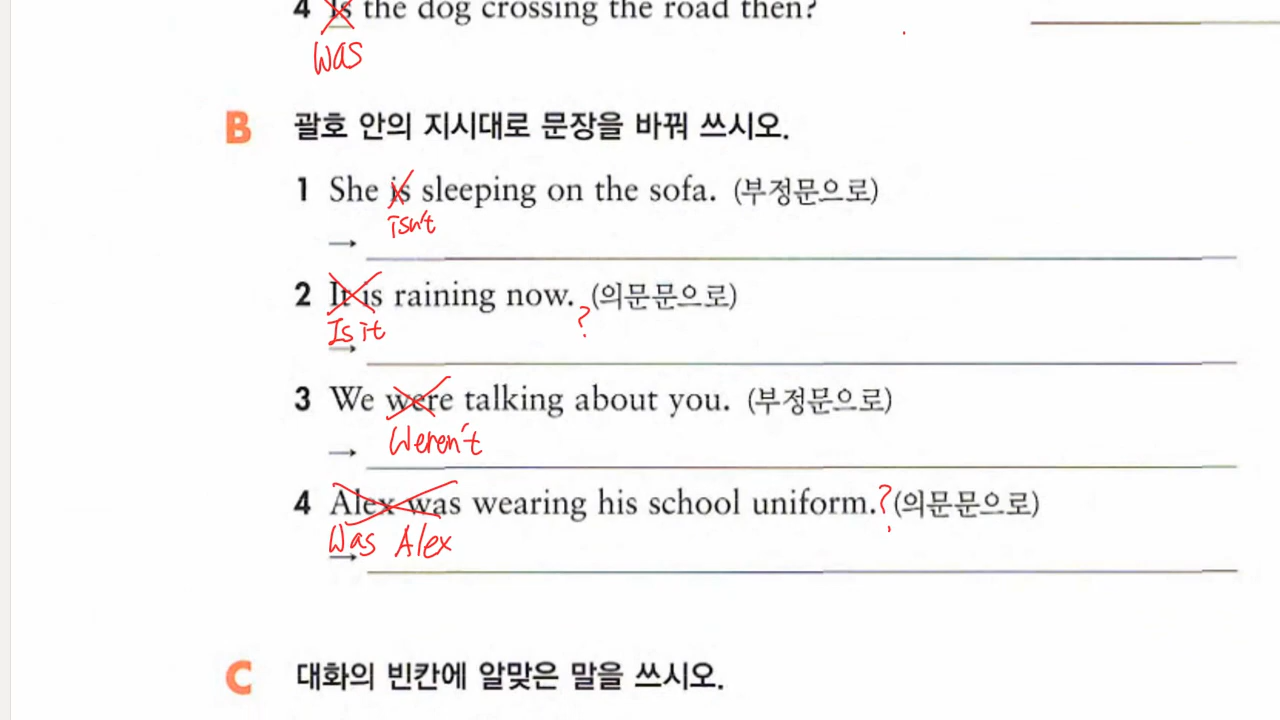 4 Is the dog crossing the road then?
Was
B 괄호 안의 지시대로 문장을 바꿔 쓰시오.
1 She is sleeping on the sofa. (부정문으로)
isn't
→
2 It is raining now. (의문문으로)
Is it ?
→
3 We were talking about you. (부정문으로)
Weren't
→
4 Alex was wearing his school uniform.? (의문문으로)
Was Alex
→
C 대화의 빈칸에 알맞은 말을 쓰시오.